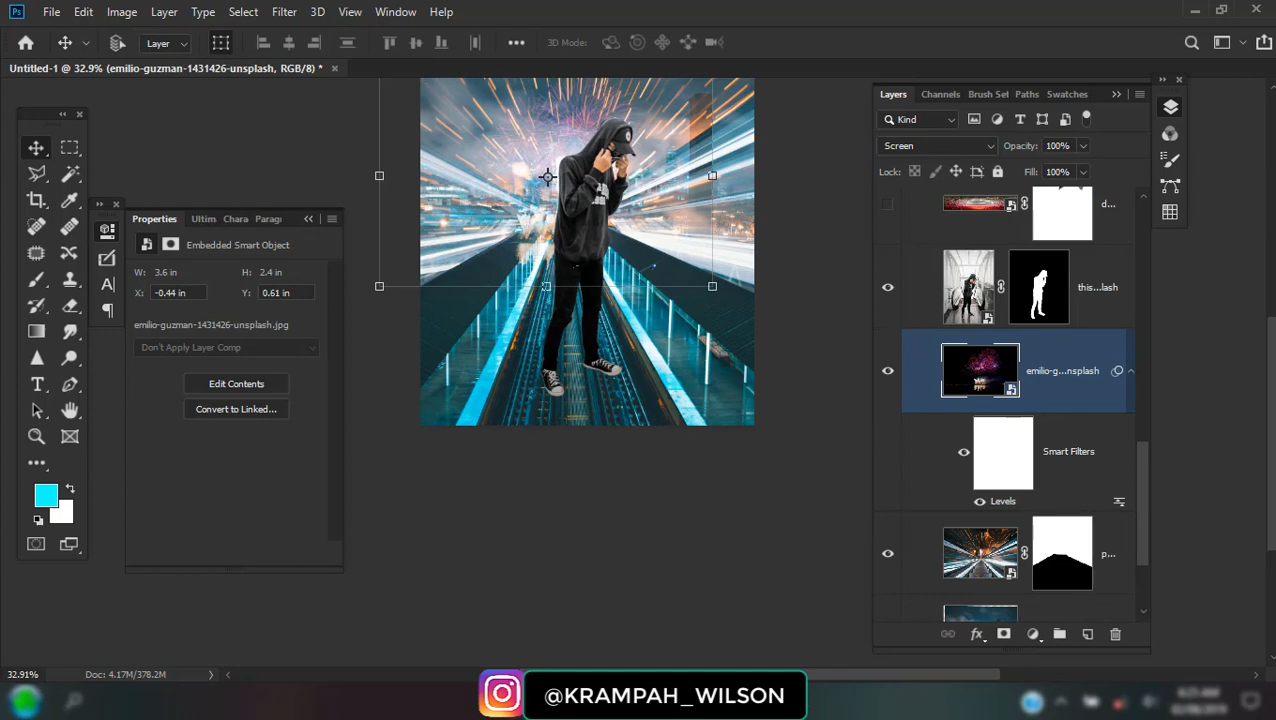 Ps File Edit Image Layer Type Select Filter 3D View Window Help
Layer 3D Mode:
Untitled-1 @ 32.9% (emilio-guzman-1431426-unsplash, RGB/8) *
Properties Ultim Chara Paragr
Embedded Smart Object
W: 3.6 in H: 2.4 in
X: -0.44 in Y: 0.61 in
emilio-guzman-1431426-unsplash.jpg
Don't Apply Layer Comp
Edit Contents
Convert to Linked...
Layers Channels Brush Set Paths Swatches
Kind
Screen Opacity: 100%
Lock: Fill: 100%
d...
this...lash
emilio-g...nsplash
Smart Filters
Levels
p...
32.91% Doc: 4.17M/378.2M
@KRAMPAH_WILSON